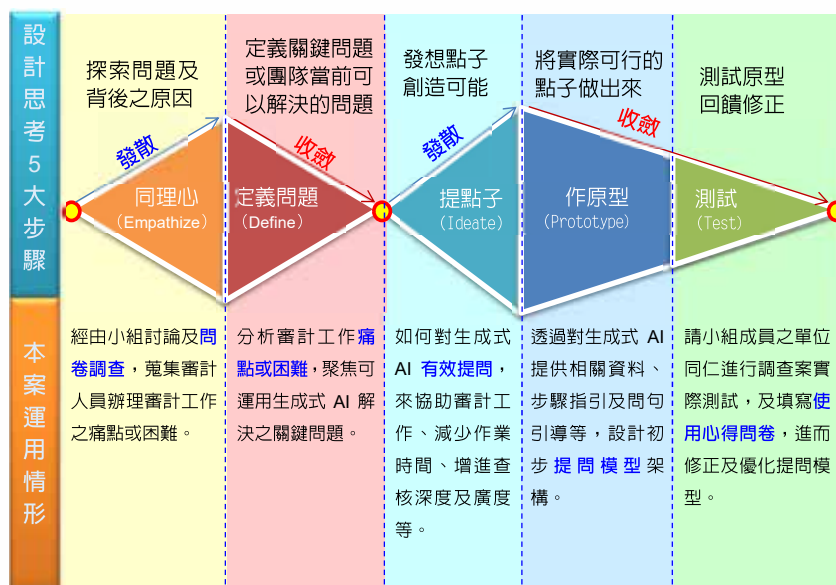 設計思考5大步驟
探索問題及
背後之原因
定義關鍵問題
或團隊當前可
以解決的問題
發想點子
創造可能
將實際可行的
點子做出來
測試原型
回饋修正
發散
收斂
發散
收斂
同理心
（Empathize）
定義問題
（Define）
提點子
（Ideate）
作原型
（Prototype）
測試
（Test）
本案運用情形
經由小組討論及問
卷調查，蒐集審計
人員辦理審計工作
之痛點或困難。
分析審計工作痛
點或困難，聚焦可
運用生成式 AI 解
決之關鍵問題。
如何對生成式
AI 有效提問，
來協助審計工
作、減少作業
時間、增進查
核深度及廣度
等。
透過對生成式 AI
提供相關資料、
步驟指引及問句
引導等，設計初
步提問模型架
構。
請小組成員之單位
同仁進行調查案實
際測試，及填寫使
用心得問卷，進而
修正及優化提問模
型。